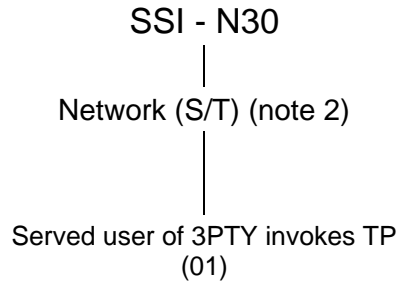 SSI - N30
Network (S/T) (note 2)
Served user of 3PTY invokes TP
(01)